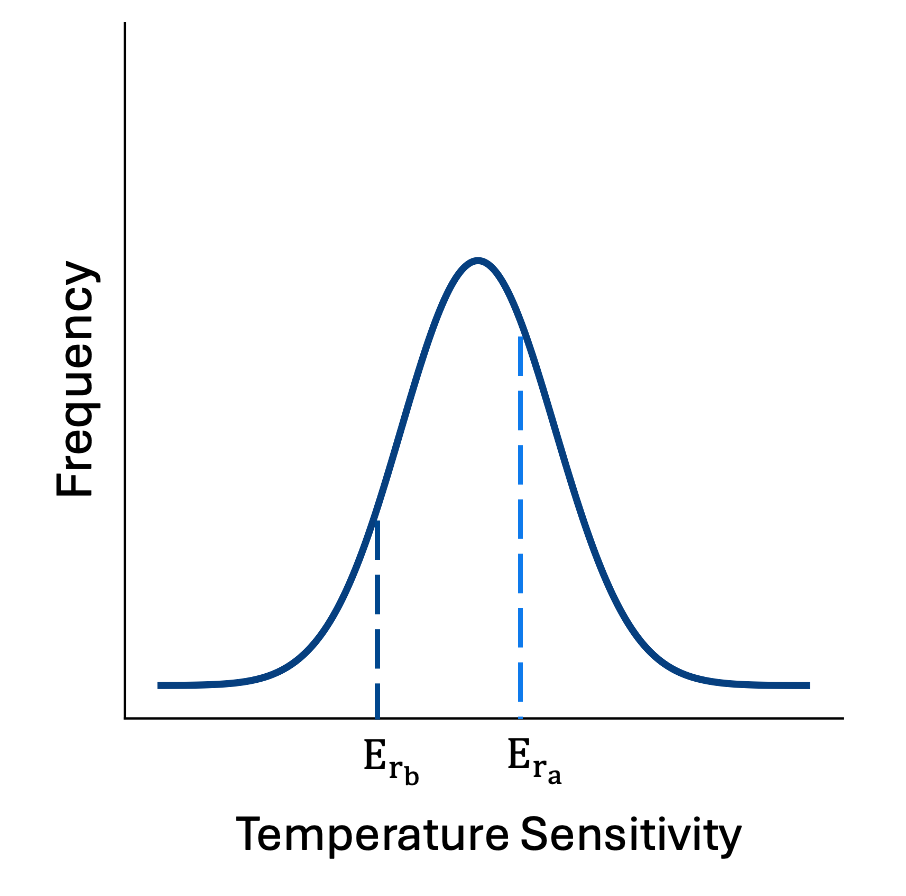 Frequency
E_{r_b} E_{r_a}
Temperature Sensitivity